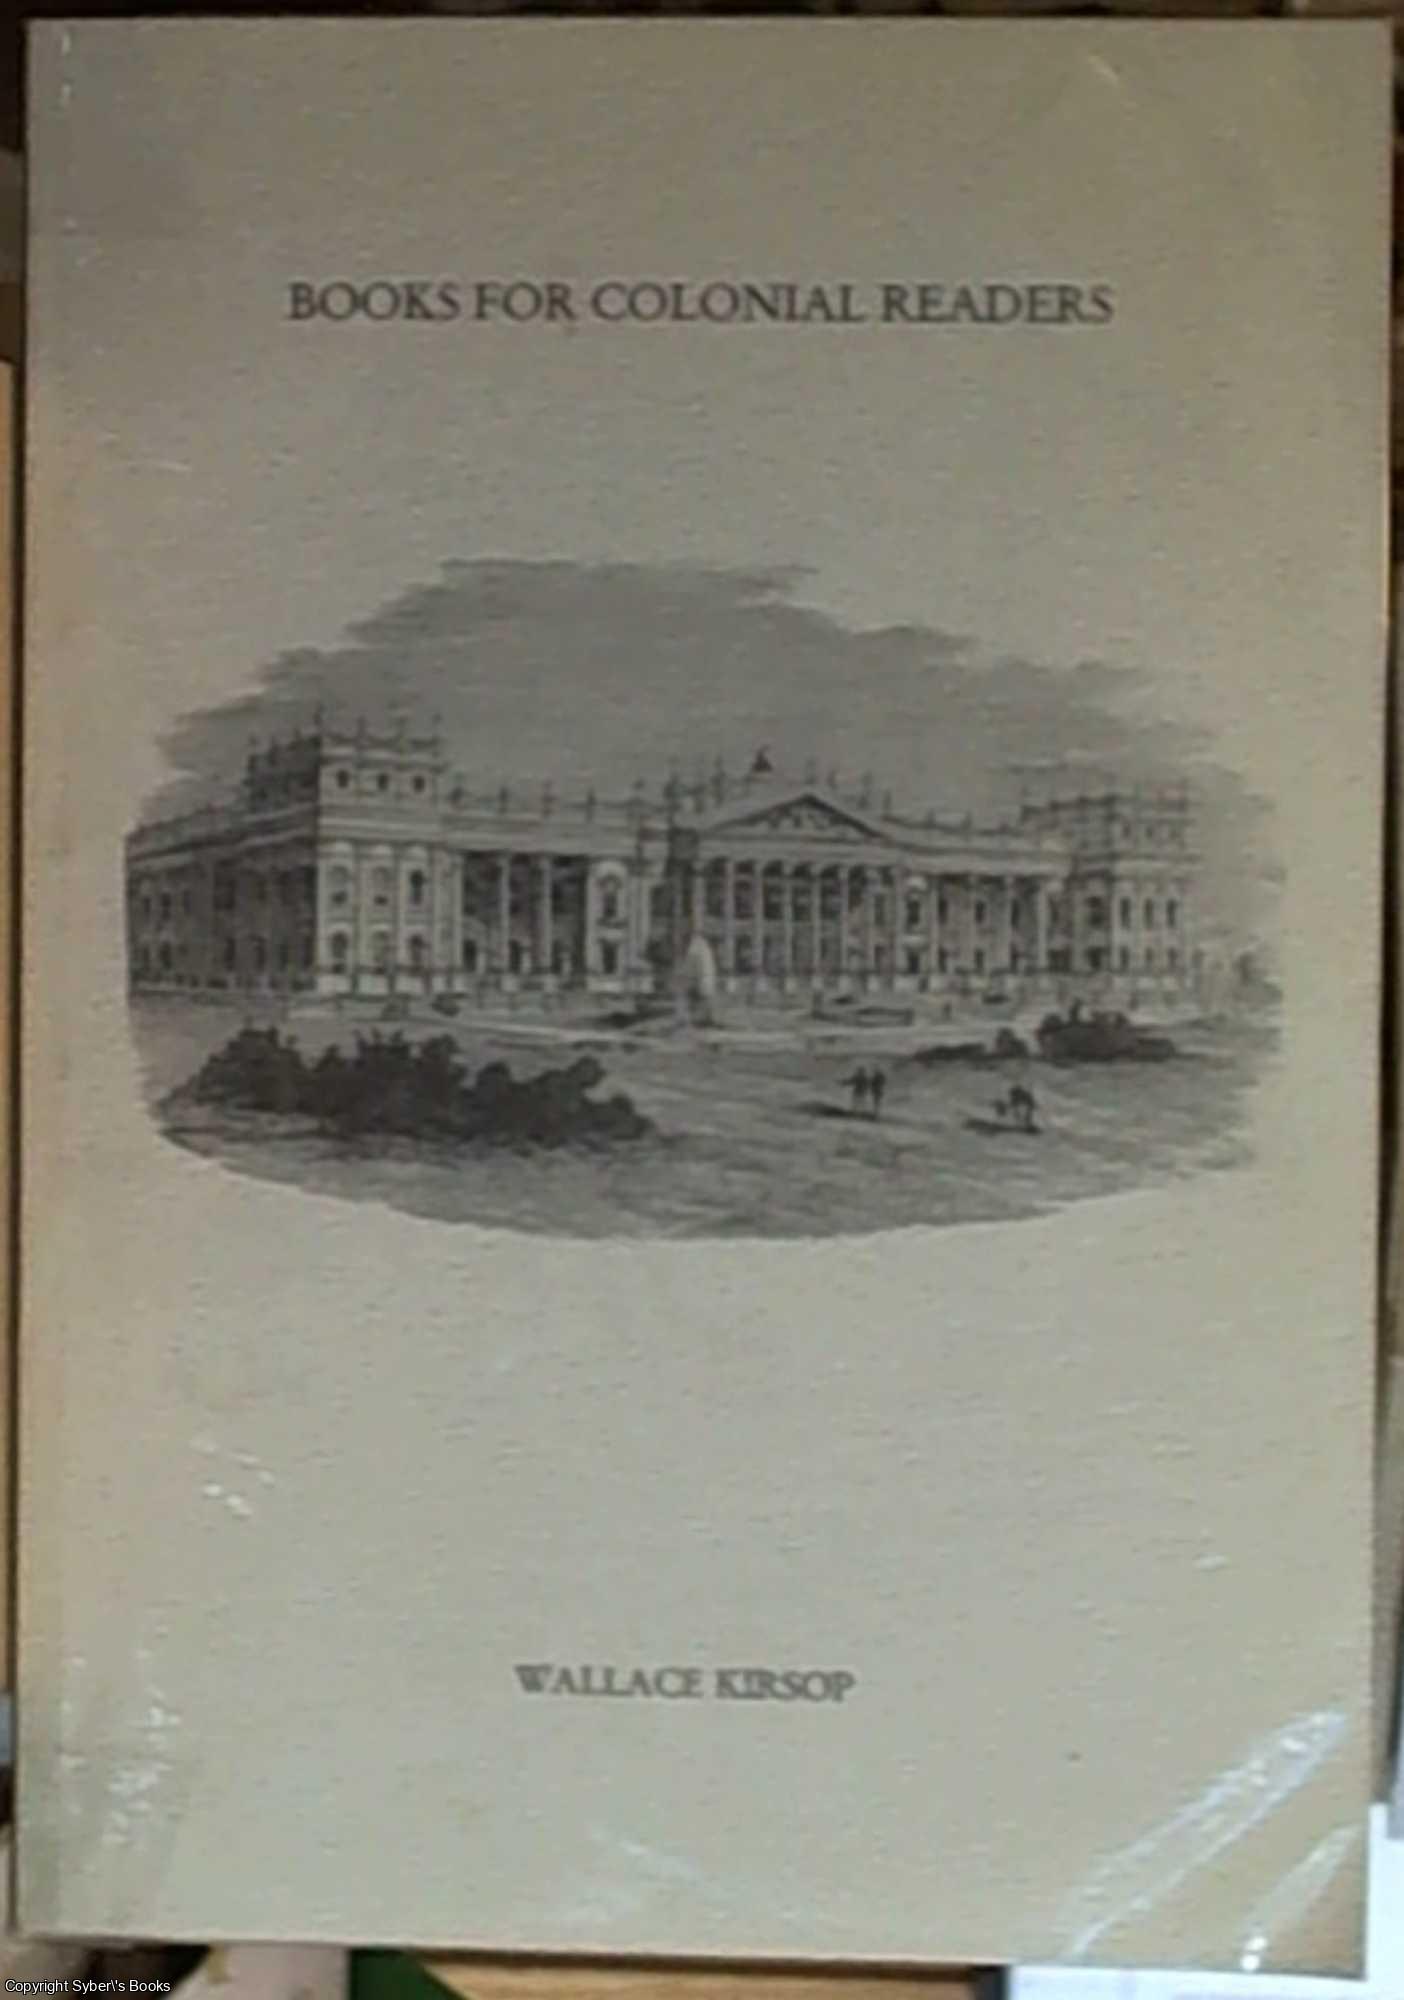 BOOKS FOR COLONIAL READERS
WALLACE KIRSOP
Copyright Syber\'s Books